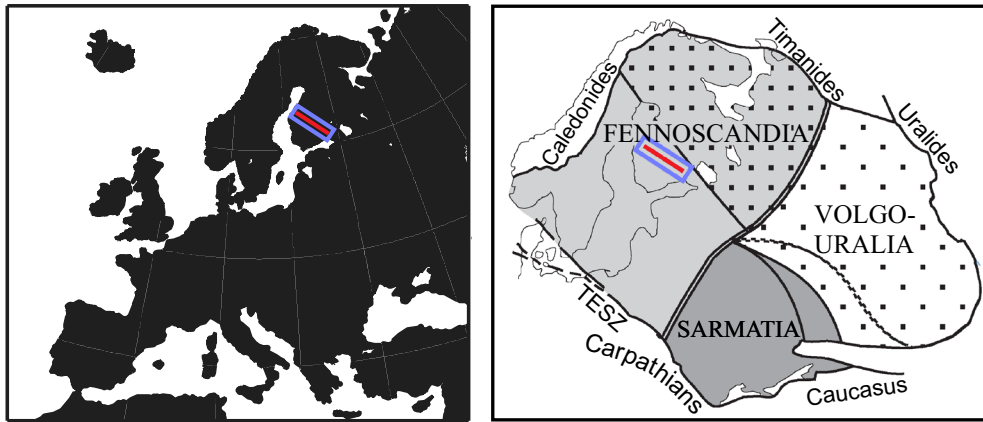 Timanides
Caledonides
Uralides
FENNOSCANDIA
VOLGO-
URALIA
TESZ
SARMATIA
Carpathians
Caucasus